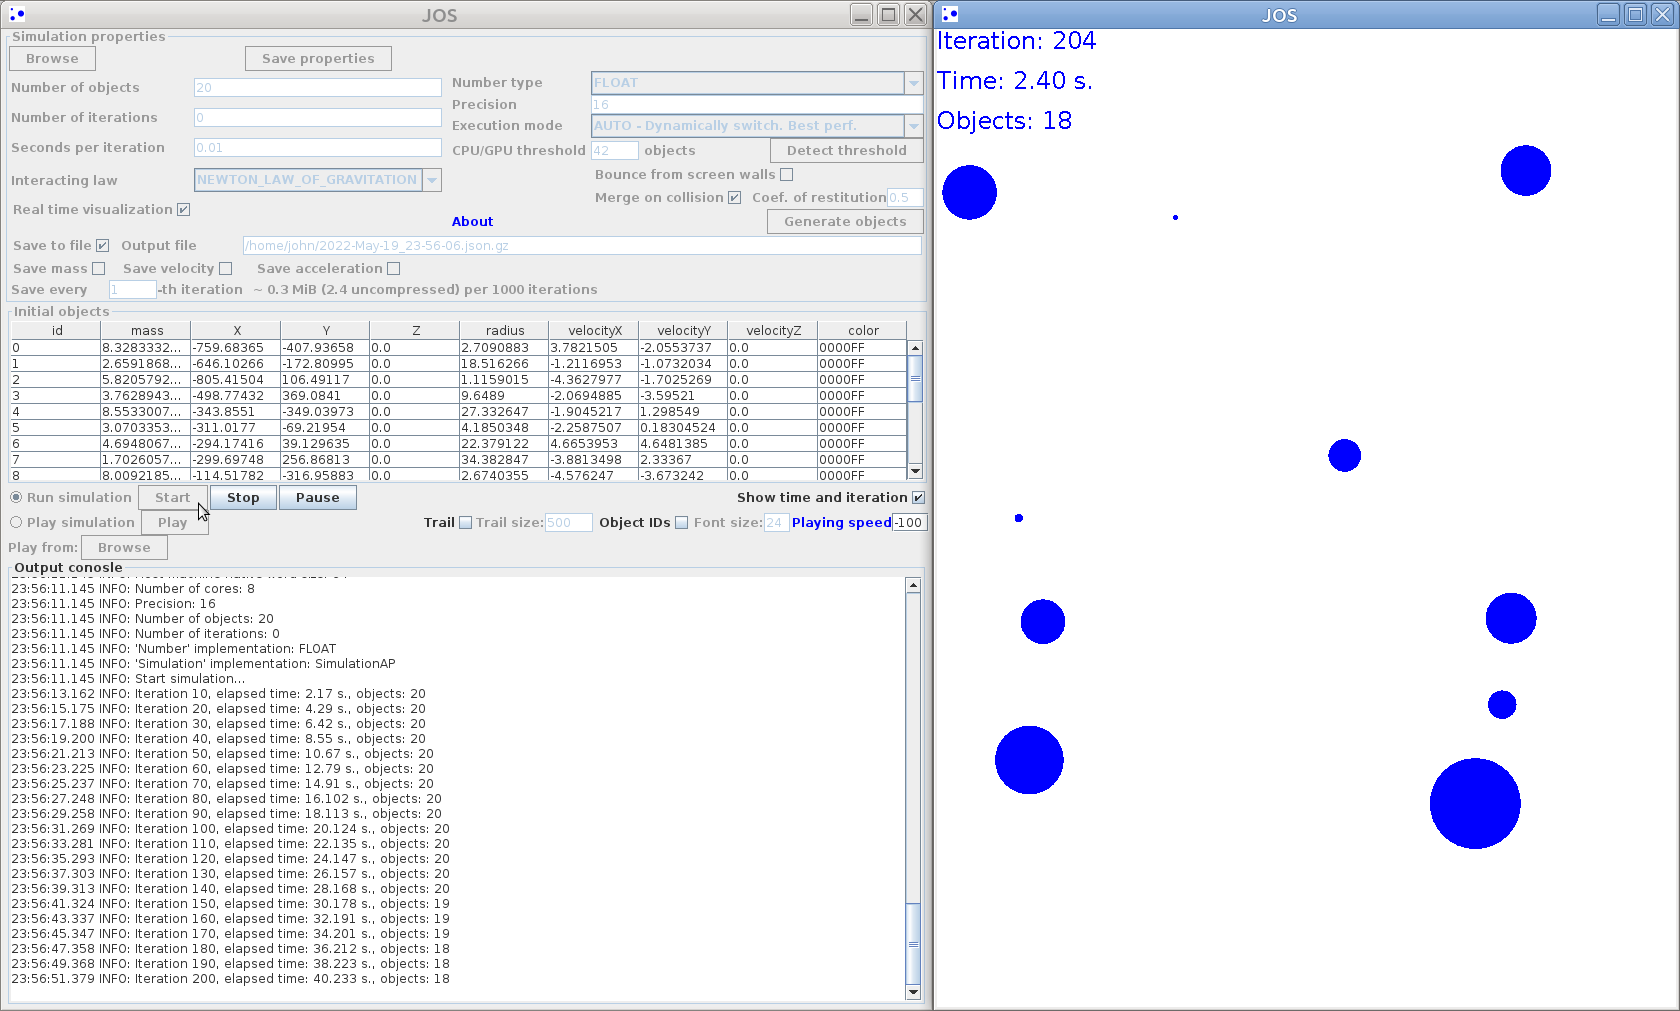 JOS
Simulation properties
Browse
Save properties
Number of objects 20
Number of iterations 0
Seconds per iteration 0.01
Interacting law NEWTON_LAW_OF_GRAVITATION
Real time visualization
Number type FLOAT
Precision 16
Execution mode AUTO - Dynamically switch. Best perf.
CPU/GPU threshold 42 objects Detect threshold
Bounce from screen walls
Merge on collision Coef. of restitution 0.5
About Generate objects
Save to file Output file /home/john/2022-May-19_23-56-06.json.gz
Save mass Save velocity Save acceleration
Save every 1 -th iteration ~ 0.3 MiB (2.4 uncompressed) per 1000 iterations
Initial objects
id mass X Y Z radius velocityX velocityY velocityZ color
0 8.3283332... -759.68365 -407.93658 0.0 2.7090883 3.7821505 -2.0553737 0.0 0000FF
1 2.6591868... -646.10266 -172.80995 0.0 18.516266 -1.2116953 -1.0732034 0.0 0000FF
2 5.8205792... -805.41504 106.49117 0.0 1.1159015 -4.3627977 -1.7025269 0.0 0000FF
3 3.7628943... -498.77432 369.0841 0.0 9.6489 -2.0694885 -3.59521 0.0 0000FF
4 8.5533007... -343.8551 -349.03973 0.0 27.332647 -1.9045217 1.298549 0.0 0000FF
5 3.0703353... -311.0177 -69.21954 0.0 4.1850348 -2.2587507 0.18304524 0.0 0000FF
6 4.6948067... -294.17416 39.129635 0.0 22.379122 4.6653953 4.6481385 0.0 0000FF
7 1.7026057... -299.69748 256.86813 0.0 34.382847 -3.8813498 2.33367 0.0 0000FF
8 8.0092185... -114.51782 -316.95883 0.0 2.6740355 -4.576247 -3.673242 0.0 0000FF
Run simulation Start Stop Pause Show time and iteration
Play simulation Play Trail Trail size: 500 Object IDs Font size: 24 Playing speed -100
Play from: Browse
Output conosle
23:56:11.145 INFO: Number of cores: 8
23:56:11.145 INFO: Precision: 16
23:56:11.145 INFO: Number of objects: 20
23:56:11.145 INFO: Number of iterations: 0
23:56:11.145 INFO: 'Number' implementation: FLOAT
23:56:11.145 INFO: 'Simulation' implementation: SimulationAP
23:56:11.145 INFO: Start simulation...
23:56:13.162 INFO: Iteration 10, elapsed time: 2.17 s., objects: 20
23:56:15.175 INFO: Iteration 20, elapsed time: 4.29 s., objects: 20
23:56:17.188 INFO: Iteration 30, elapsed time: 6.42 s., objects: 20
23:56:19.200 INFO: Iteration 40, elapsed time: 8.55 s., objects: 20
23:56:21.213 INFO: Iteration 50, elapsed time: 10.67 s., objects: 20
23:56:23.225 INFO: Iteration 60, elapsed time: 12.79 s., objects: 20
23:56:25.237 INFO: Iteration 70, elapsed time: 14.91 s., objects: 20
23:56:27.248 INFO: Iteration 80, elapsed time: 16.102 s., objects: 20
23:56:29.258 INFO: Iteration 90, elapsed time: 18.113 s., objects: 20
23:56:31.269 INFO: Iteration 100, elapsed time: 20.124 s., objects: 20
23:56:33.281 INFO: Iteration 110, elapsed time: 22.135 s., objects: 20
23:56:35.293 INFO: Iteration 120, elapsed time: 24.147 s., objects: 20
23:56:37.303 INFO: Iteration 130, elapsed time: 26.157 s., objects: 20
23:56:39.313 INFO: Iteration 140, elapsed time: 28.168 s., objects: 20
23:56:41.324 INFO: Iteration 150, elapsed time: 30.178 s., objects: 19
23:56:43.337 INFO: Iteration 160, elapsed time: 32.191 s., objects: 19
23:56:45.347 INFO: Iteration 170, elapsed time: 34.201 s., objects: 19
23:56:47.358 INFO: Iteration 180, elapsed time: 36.212 s., objects: 18
23:56:49.368 INFO: Iteration 190, elapsed time: 38.223 s., objects: 18
23:56:51.379 INFO: Iteration 200, elapsed time: 40.233 s., objects: 18
JOS
Iteration: 204
Time: 2.40 s.
Objects: 18